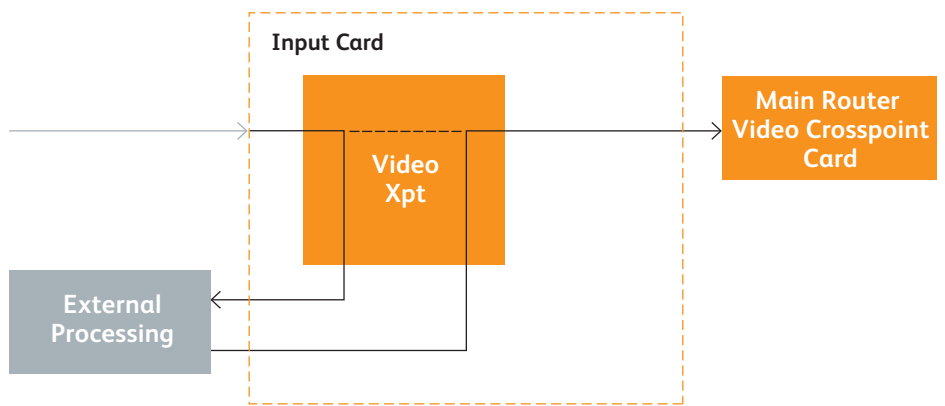 Input Card
Main Router
Video Crosspoint
Card
Video
Xpt
External
Processing